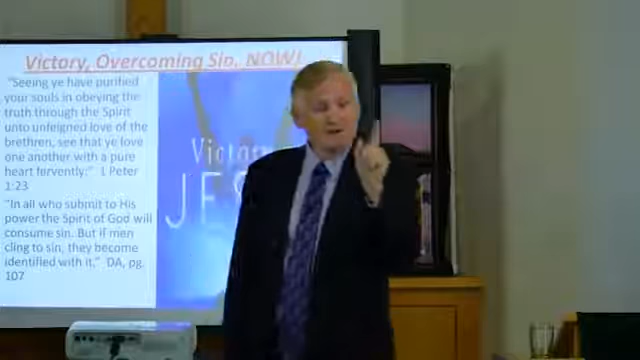 Victory, Overcoming Sin, NOW!
"Seeing ye have purified
your souls in obeying the
truth through the Spirit
unto unfeigned love of the
brethren, see that ye love
one another with a pure
heart fervently:" 1 Peter
1:23
"In all who submit to His
power the Spirit of God will
consume sin. But if men
cling to sin, they become
identified with it." DA, pg.
107